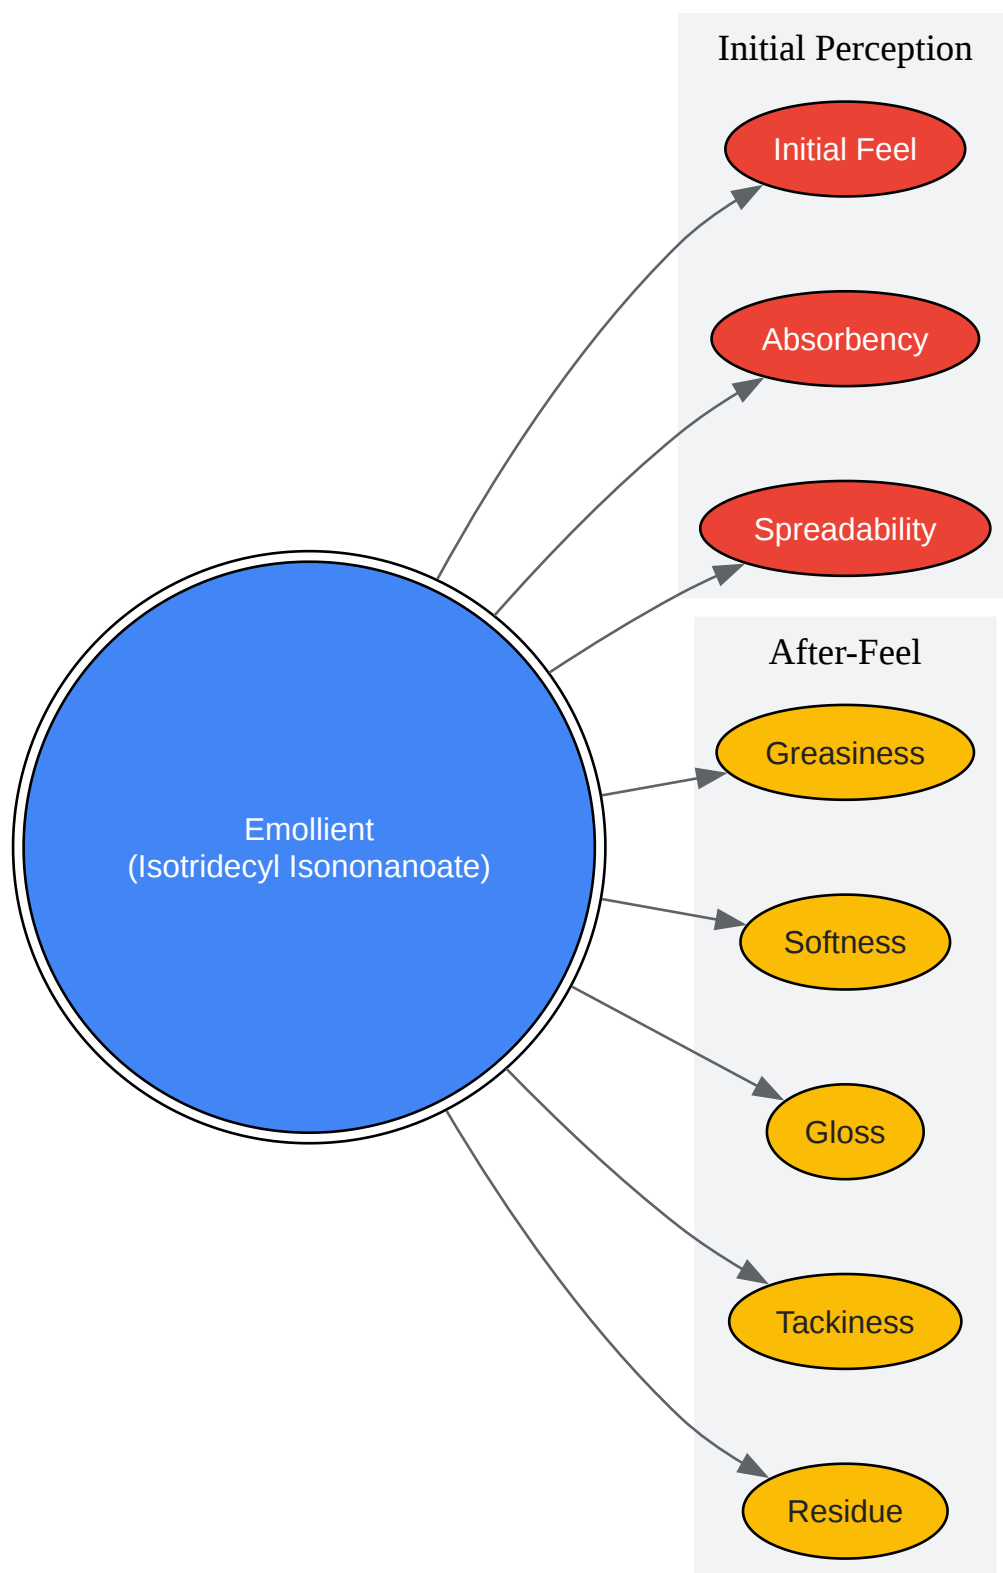 Initial Perception
Initial Feel
Absorbency
Spreadability
After-Feel
Greasiness
Emollient
(Isotridecyl Isononanoate)
Softness
Gloss
Tackiness
Residue